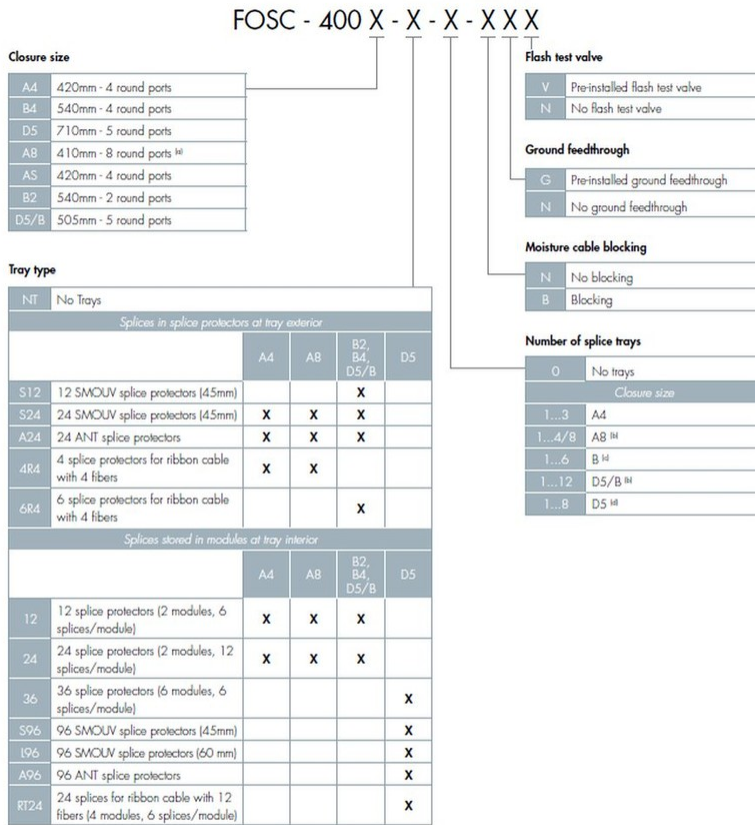 FOSC - 400 X - X - X - X X X
Closure size
A4 420mm - 4 round ports
B4 540mm - 4 round ports
D5 710mm - 5 round ports
A8 410mm - 8 round ports (a)
AS 420mm - 4 round ports
B2 540mm - 2 round ports
D5/B 505mm - 5 round ports
Tray type
NT No Trays
Splices in splice protectors at tray exterior
A4 A8 B2, B4, D5/B D5
S12 12 SMOUV splice protectors (45mm) X
S24 24 SMOUV splice protectors (45mm) X X X
A24 24 ANT splice protectors X X X
4R4 4 splice protectors for ribbon cable
with 4 fibers X X
6R4 6 splice protectors for ribbon cable
with 4 fibers X
Splices stored in modules at tray interior
A4 A8 B2, B4, D5/B D5
12 12 splice protectors (2 modules, 6
splices/module) X X X
24 24 splice protectors (2 modules, 12
splices/module) X X X
36 36 splice protectors (6 modules, 6
splices/module) X
S96 96 SMOUV splice protectors (45mm) X
L96 96 SMOUV splice protectors (60 mm) X
A96 96 ANT splice protectors X
RT24 24 splices for ribbon cable with 12
fibers (4 modules, 6 splices/module) X
Flash test valve
V Pre-installed flash test valve
N No flash test valve
Ground feedthrough
G Pre-installed ground feedthrough
N No ground feedthrough
Moisture cable blocking
N No blocking
B Blocking
Number of splice trays
0 No trays
Closure size
1...3 A4
1...4/8 A8
1...6 B
1...12 D5/B
1...8 D5